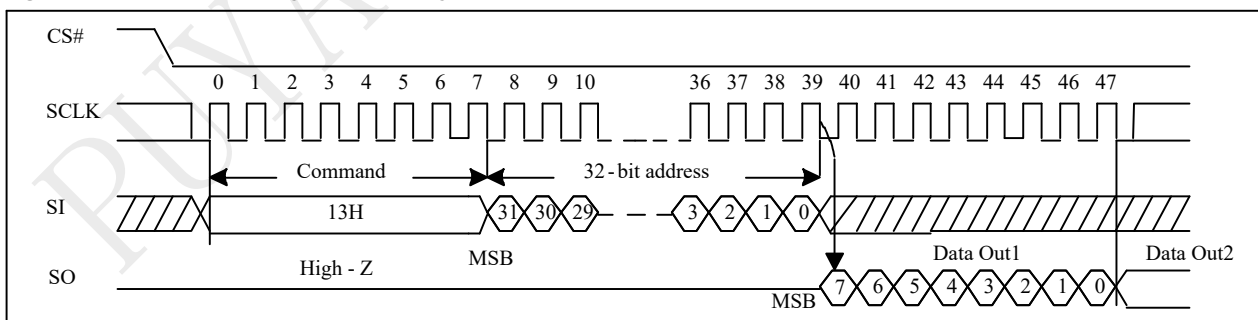 CS#
0 1 2 3 4 5 6 7 8 9 10 36 37 38 39 40 41 42 43 44 45 46 47
SCLK
Command 32-bit address
SI 13H 31 30 29 3 2 1 0
High - Z MSB Data Out1 Data Out2
SO MSB 7 6 5 4 3 2 1 0
PUYA